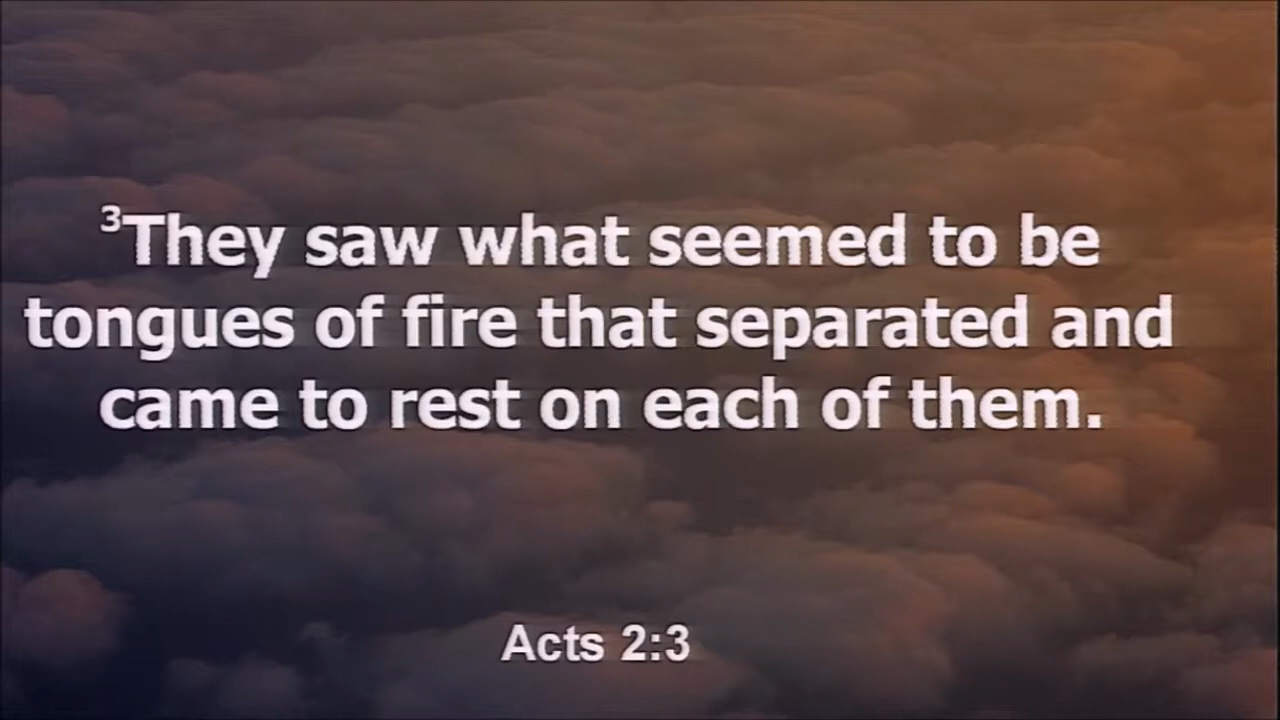 ³They saw what seemed to be
tongues of fire that separated and
came to rest on each of them.
Acts 2:3